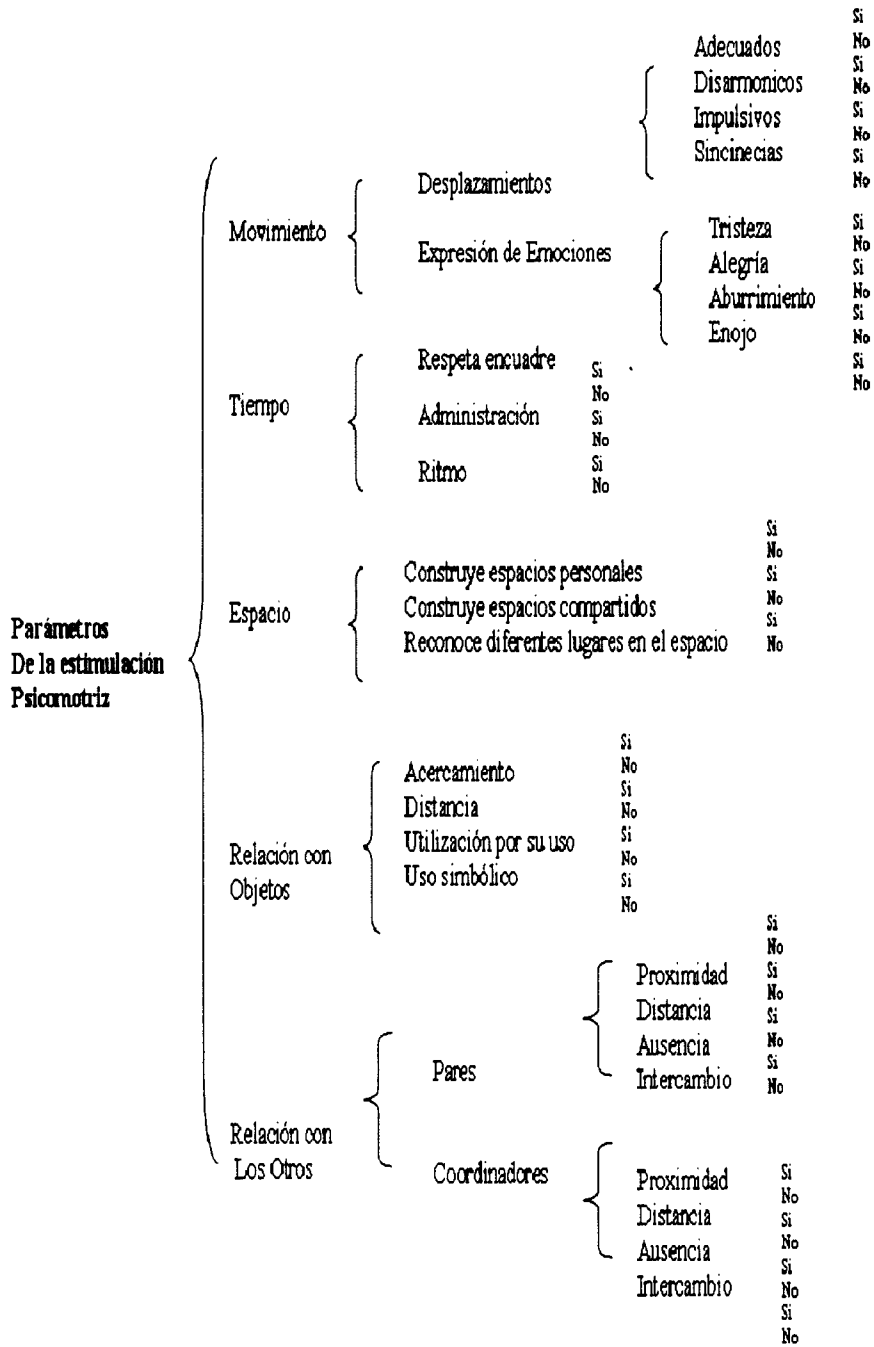 Parámetros
De la estimulación
Psicomotriz
Movimiento
Desplazamientos
Adecuados
Disarmonicos
Impulsivos
Sincinecias
Si
No
Si
No
Si
No
Si
No
Expresión de Emociones
Tristeza
Alegría
Aburrimiento
Enojo
Si
No
Si
No
Si
No
Si
No
Tiempo
Respeta encuadre
Administración
Ritmo
Si
No
Si
No
Si
No
Espacio
Construye espacios personales
Construye espacios compartidos
Reconoce diferentes lugares en el espacio
Si
No
Si
No
Si
No
Relación con
Objetos
Acercamiento
Distancia
Utilización por su uso
Uso simbólico
Si
No
Si
No
Si
No
Si
No
Relación con
Los Otros
Pares
Proximidad
Distancia
Ausencia
Intercambio
Si
No
Si
No
Si
No
Si
No
Coordinadores
Proximidad
Distancia
Ausencia
Intercambio
Si
No
Si
No
Si
No
Si
No